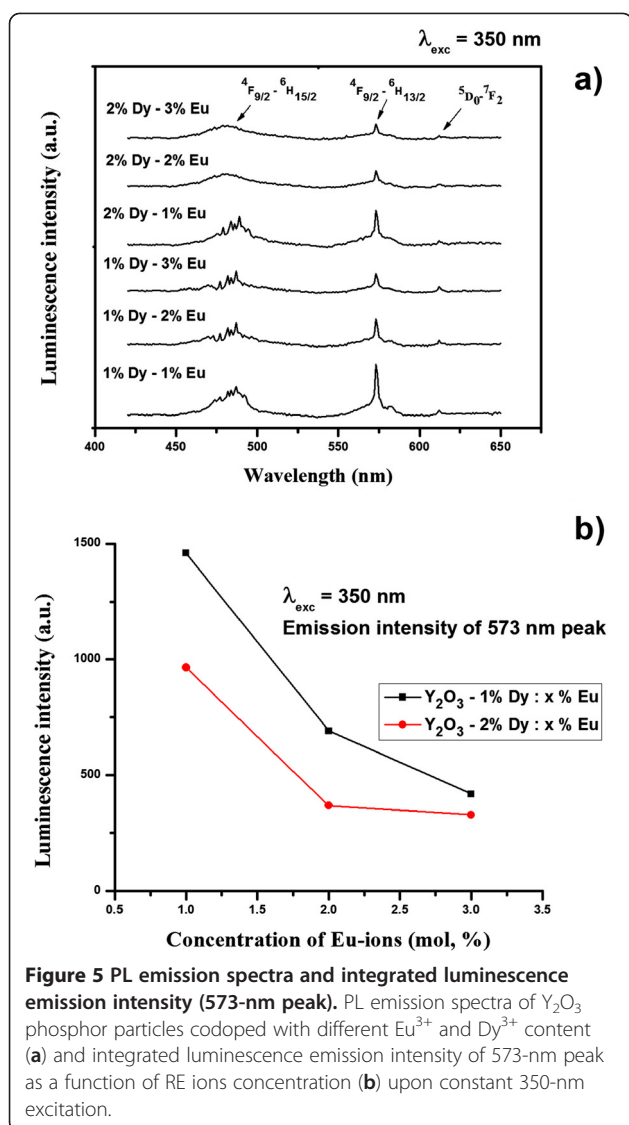 λexc = 350 nm
a)
4F9/2 - 6H15/2
4F9/2 - 6H13/2
5D0-7F2
2% Dy - 3% Eu
2% Dy - 2% Eu
2% Dy - 1% Eu
1% Dy - 3% Eu
1% Dy - 2% Eu
1% Dy - 1% Eu
Luminescence intensity (a.u.)
400 450 500 550 600 650
Wavelength (nm)
b)
1500
1000
500
0
Luminescence intensity (a.u.)
λexc = 350 nm
Emission intensity of 573 nm peak
Y2O3 - 1% Dy : x % Eu
Y2O3 - 2% Dy : x % Eu
0.5 1.0 1.5 2.0 2.5 3.0 3.5
Concentration of Eu-ions (mol, %)
Figure 5 PL emission spectra and integrated luminescence
emission intensity (573-nm peak). PL emission spectra of Y2O3
phosphor particles codoped with different Eu3+ and Dy3+ content
(a) and integrated luminescence emission intensity of 573-nm peak
as a function of RE ions concentration (b) upon constant 350-nm
excitation.